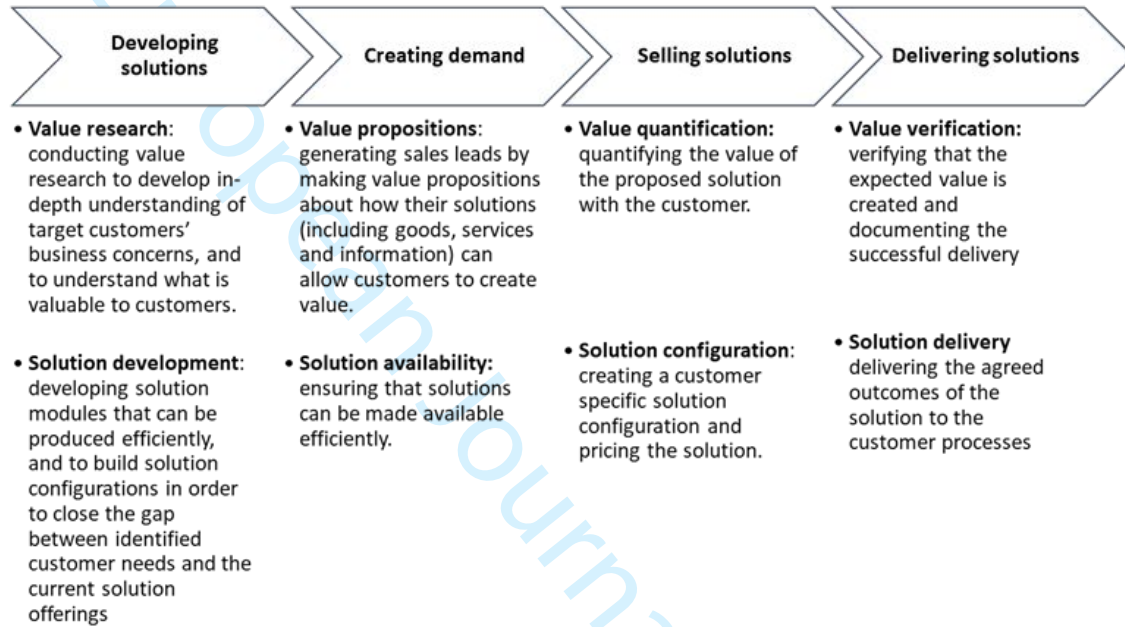 Developing
solutions
Creating demand
Selling solutions
Delivering solutions
• Value research:
conducting value
research to develop in-
depth understanding of
target customers'
business concerns, and
to understand what is
valuable to customers.
• Solution development:
developing solution
modules that can be
produced efficiently,
and to build solution
configurations in order
to close the gap
between identified
customer needs and the
current solution
offerings
• Value propositions:
generating sales leads by
making value propositions
about how their solutions
(including goods, services
and information) can
allow customers to create
value.
• Solution availability:
ensuring that solutions
can be made available
efficiently.
• Value quantification:
quantifying the value of
the proposed solution
with the customer.
• Solution configuration:
creating a customer
specific solution
configuration and
pricing the solution.
• Value verification:
verifying that the
expected value is
created and
documenting the
successful delivery
• Solution delivery
delivering the agreed
outcomes of the
solution to the
customer processes